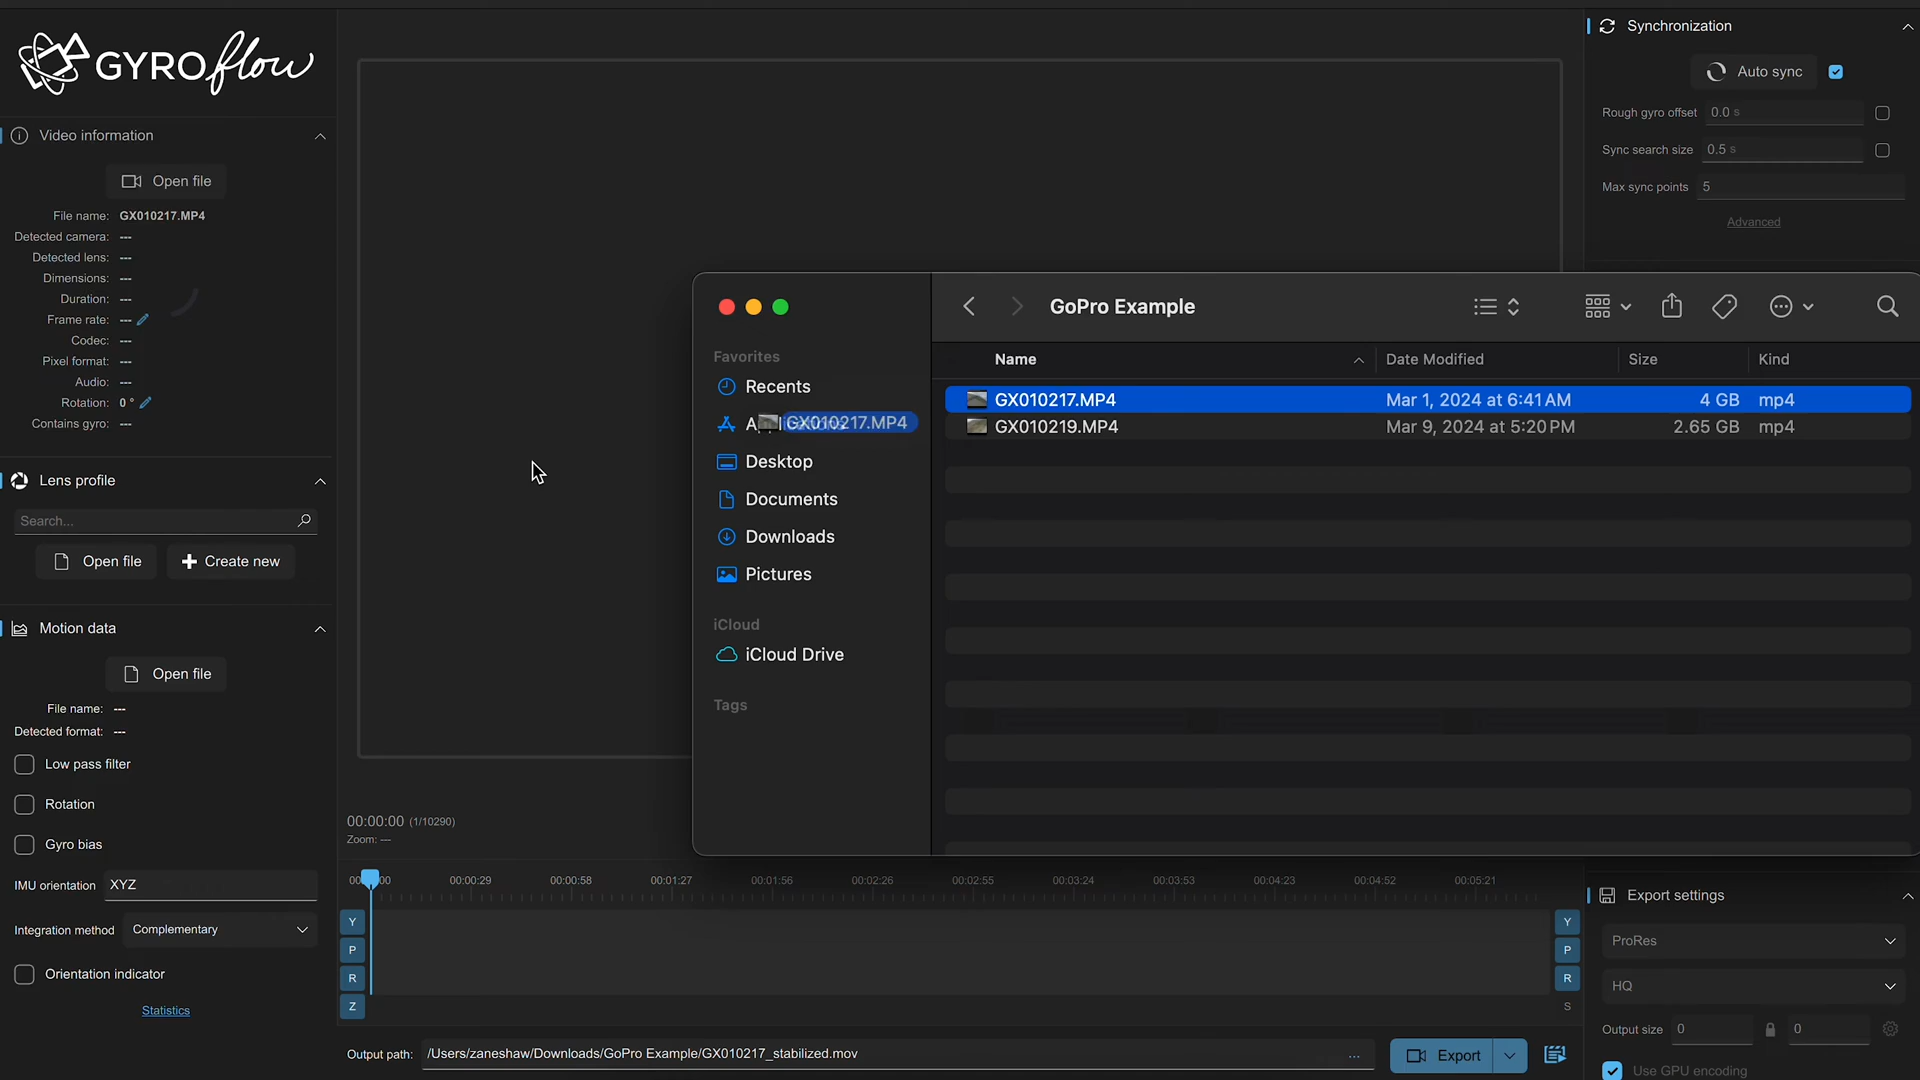 GYROflow
Video information
Open file
File name: GX010217.MP4
Detected camera: ---
Detected lens: ---
Dimensions: ---
Duration: ---
Frame rate: ---
Codec: ---
Pixel format: ---
Audio: ---
Rotation: 0 °
Contains gyro: ---
Lens profile
Search...
Open file
Create new
Motion data
Open file
File name: ---
Detected format: ---
Low pass filter
Rotation
Gyro bias
IMU orientation XYZ
Integration method Complementary
Orientation indicator
Statistics
GoPro Example
Favorites
Recents
GX010217.MP4
Desktop
Documents
Downloads
Pictures
iCloud
iCloud Drive
Tags
Name Date Modified Size Kind
GX010217.MP4 Mar 1, 2024 at 6:41 AM 4 GB mp4
GX010219.MP4 Mar 9, 2024 at 5:20 PM 2.65 GB mp4
00:00:00 (1/10290)
Zoom: ---
00:00:29 00:00:58 00:01:27 00:01:56 00:02:26 00:02:55 00:03:24 00:03:53 00:04:23 00:04:52 00:05:21
Y Y
P P
R R
Z S
Output path: /Users/zaneshaw/Downloads/GoPro Example/GX010217_stabilized.mov ...
Export
Synchronization
Auto sync
Rough gyro offset 0.0 s
Sync search size 0.5 s
Max sync points 5
Advanced
Export settings
ProRes
HQ
Output size 0 0
Use GPU encoding